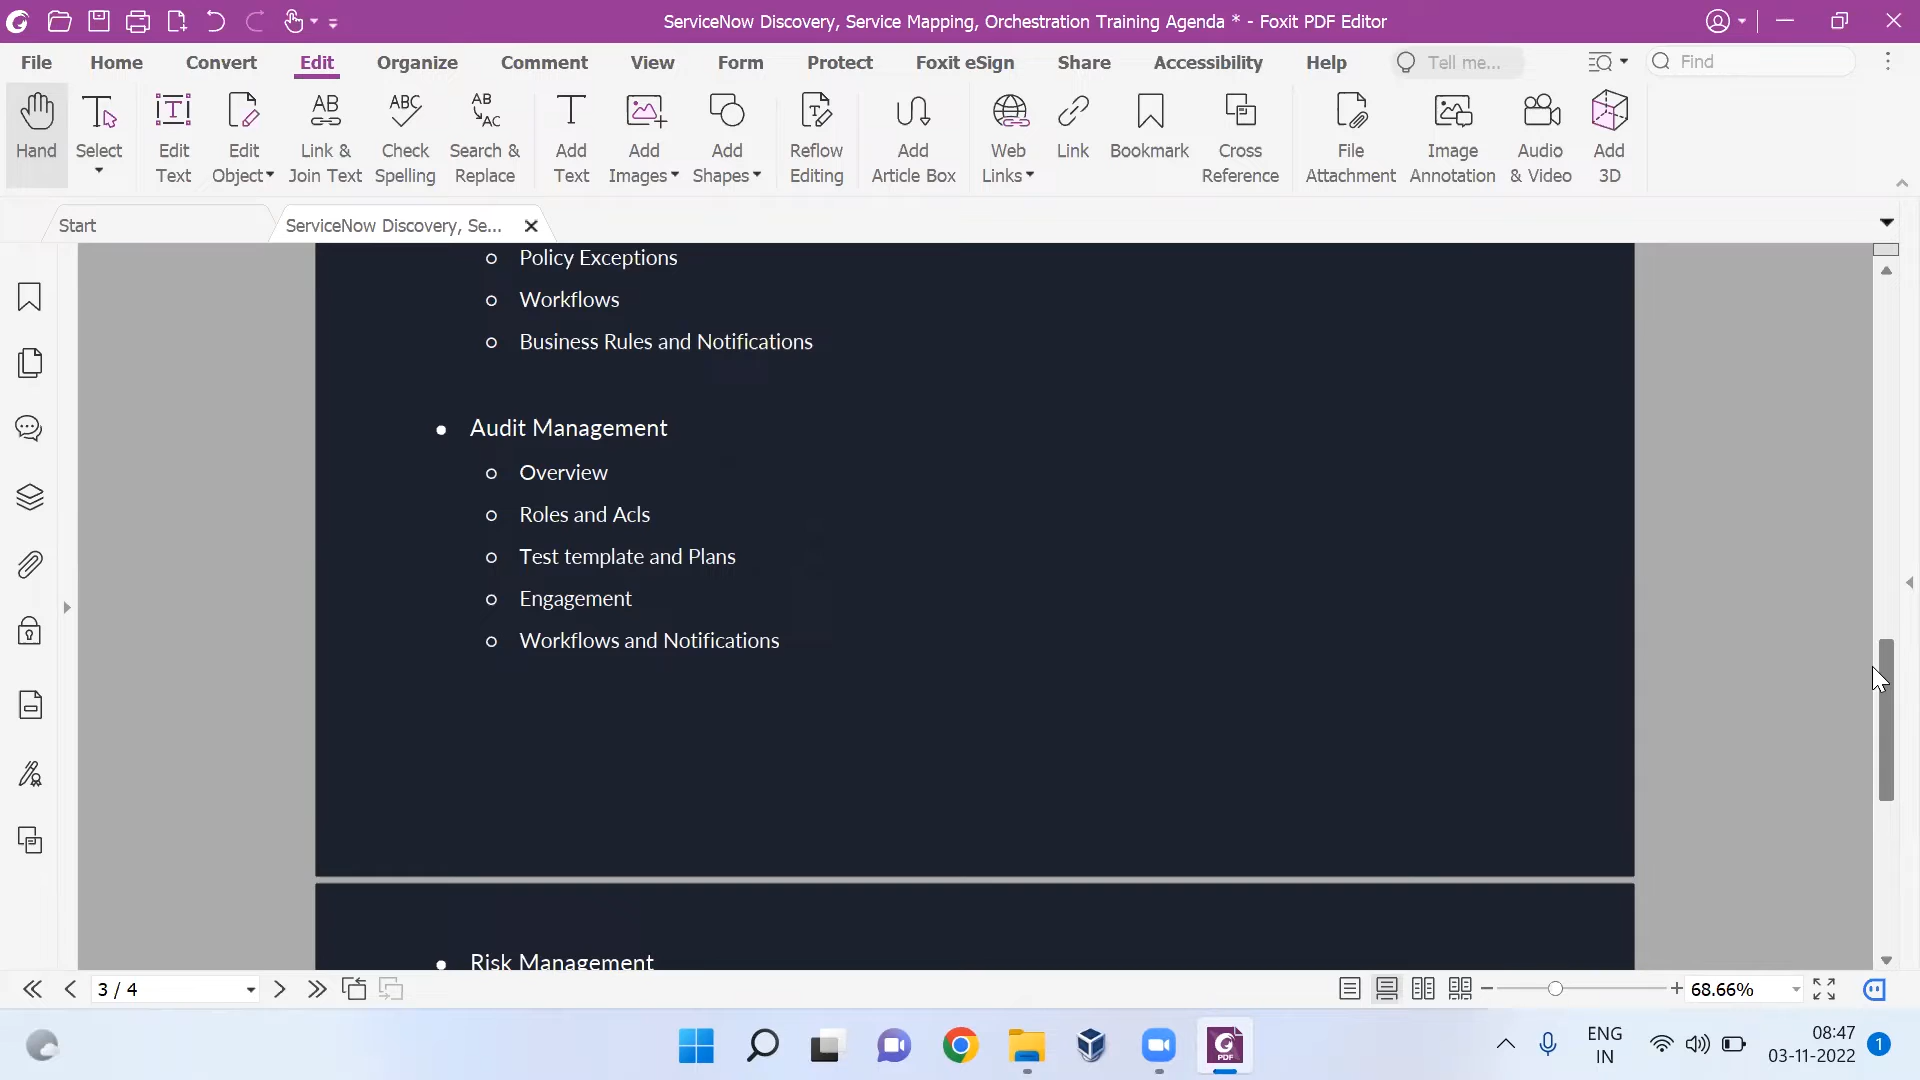 ServiceNow Discovery, Service Mapping, Orchestration Training Agenda * - Foxit PDF Editor
File Home Convert Edit Organize Comment View Form Protect Foxit eSign Share Accessibility Help Tell me... Find
Hand
Select
Edit Text
Edit Object
Link & Join Text
Check Spelling
Search & Replace
Add Text
Add Images
Add Shapes
Reflow Editing
Add Article Box
Web Links
Link
Bookmark
Cross Reference
File Attachment
Image Annotation
Audio & Video
Add 3D
Start
ServiceNow Discovery, Se...
Policy Exceptions
Workflows
Business Rules and Notifications
Audit Management
Overview
Roles and Acls
Test template and Plans
Engagement
Workflows and Notifications
Risk Management
3 / 4
68.66%
ENG
IN
08:47
03-11-2022
1